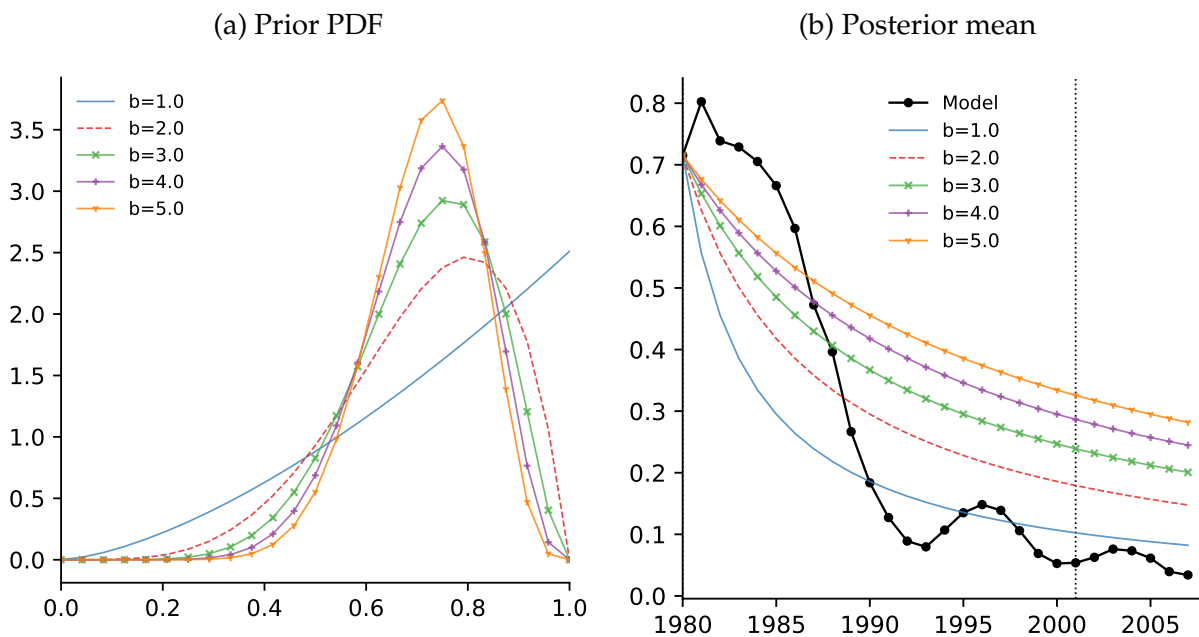 (a) Prior PDF
b=1.0
b=2.0
b=3.0
b=4.0
b=5.0
3.5
3.0
2.5
2.0
1.5
1.0
0.5
0.0
0.0 0.2 0.4 0.6 0.8 1.0
(b) Posterior mean
Model
b=1.0
b=2.0
b=3.0
b=4.0
b=5.0
0.8
0.7
0.6
0.5
0.4
0.3
0.2
0.1
0.0
1980 1985 1990 1995 2000 2005